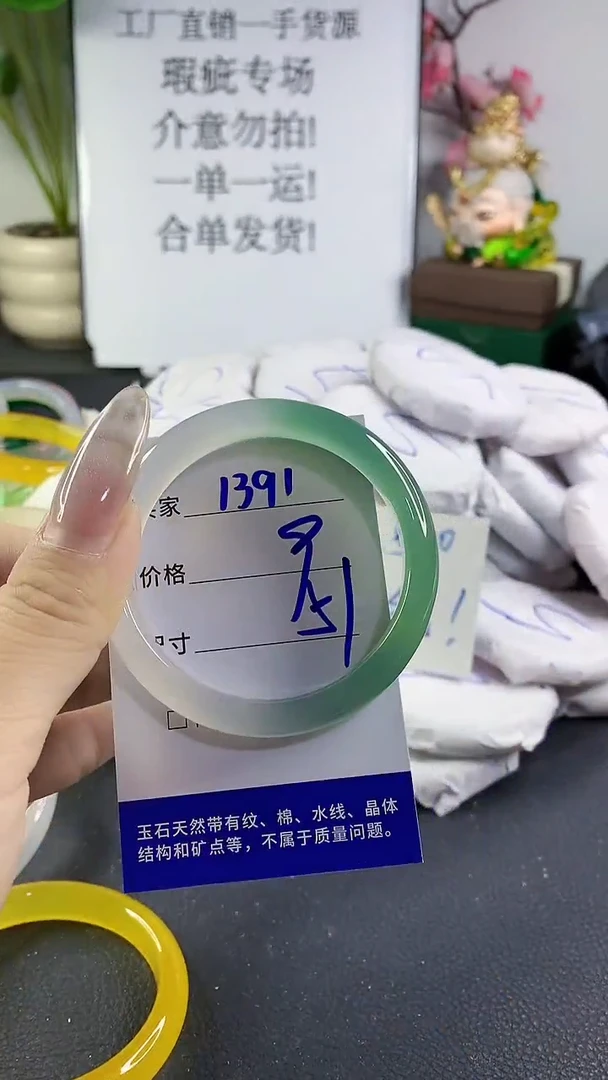 工厂直销一手货源
瑕疵专场
介意勿拍!
一单一运!
合单发货!
家 1391
价格
寸
玉石天然带有纹、棉、水线、晶体
结构和矿点等，不属于质量问题。